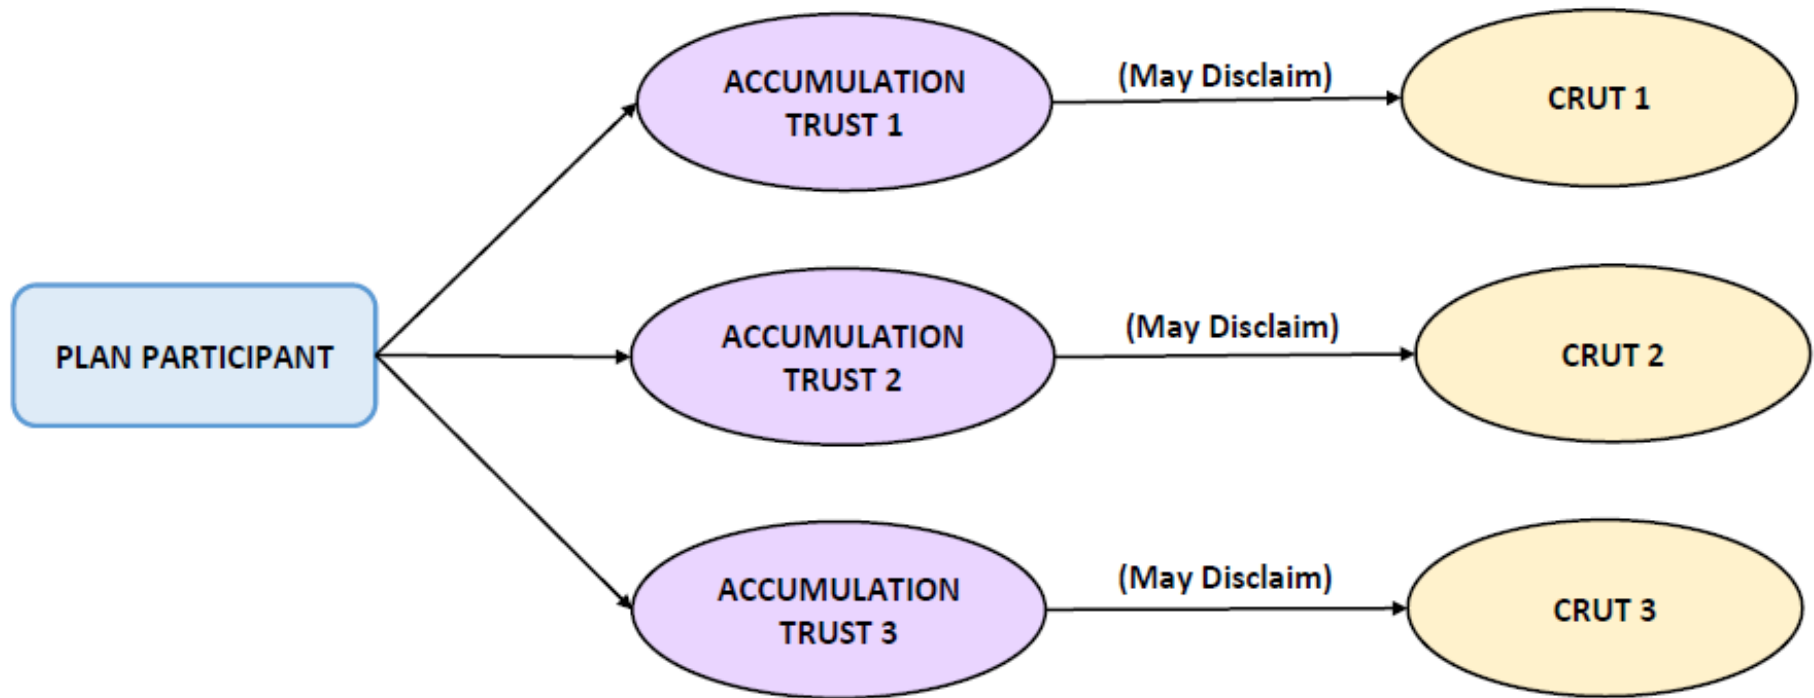 ACCUMULATION
TRUST 1
(May Disclaim)
CRUT 1
PLAN PARTICIPANT
ACCUMULATION
TRUST 2
(May Disclaim)
CRUT 2
ACCUMULATION
TRUST 3
(May Disclaim)
CRUT 3